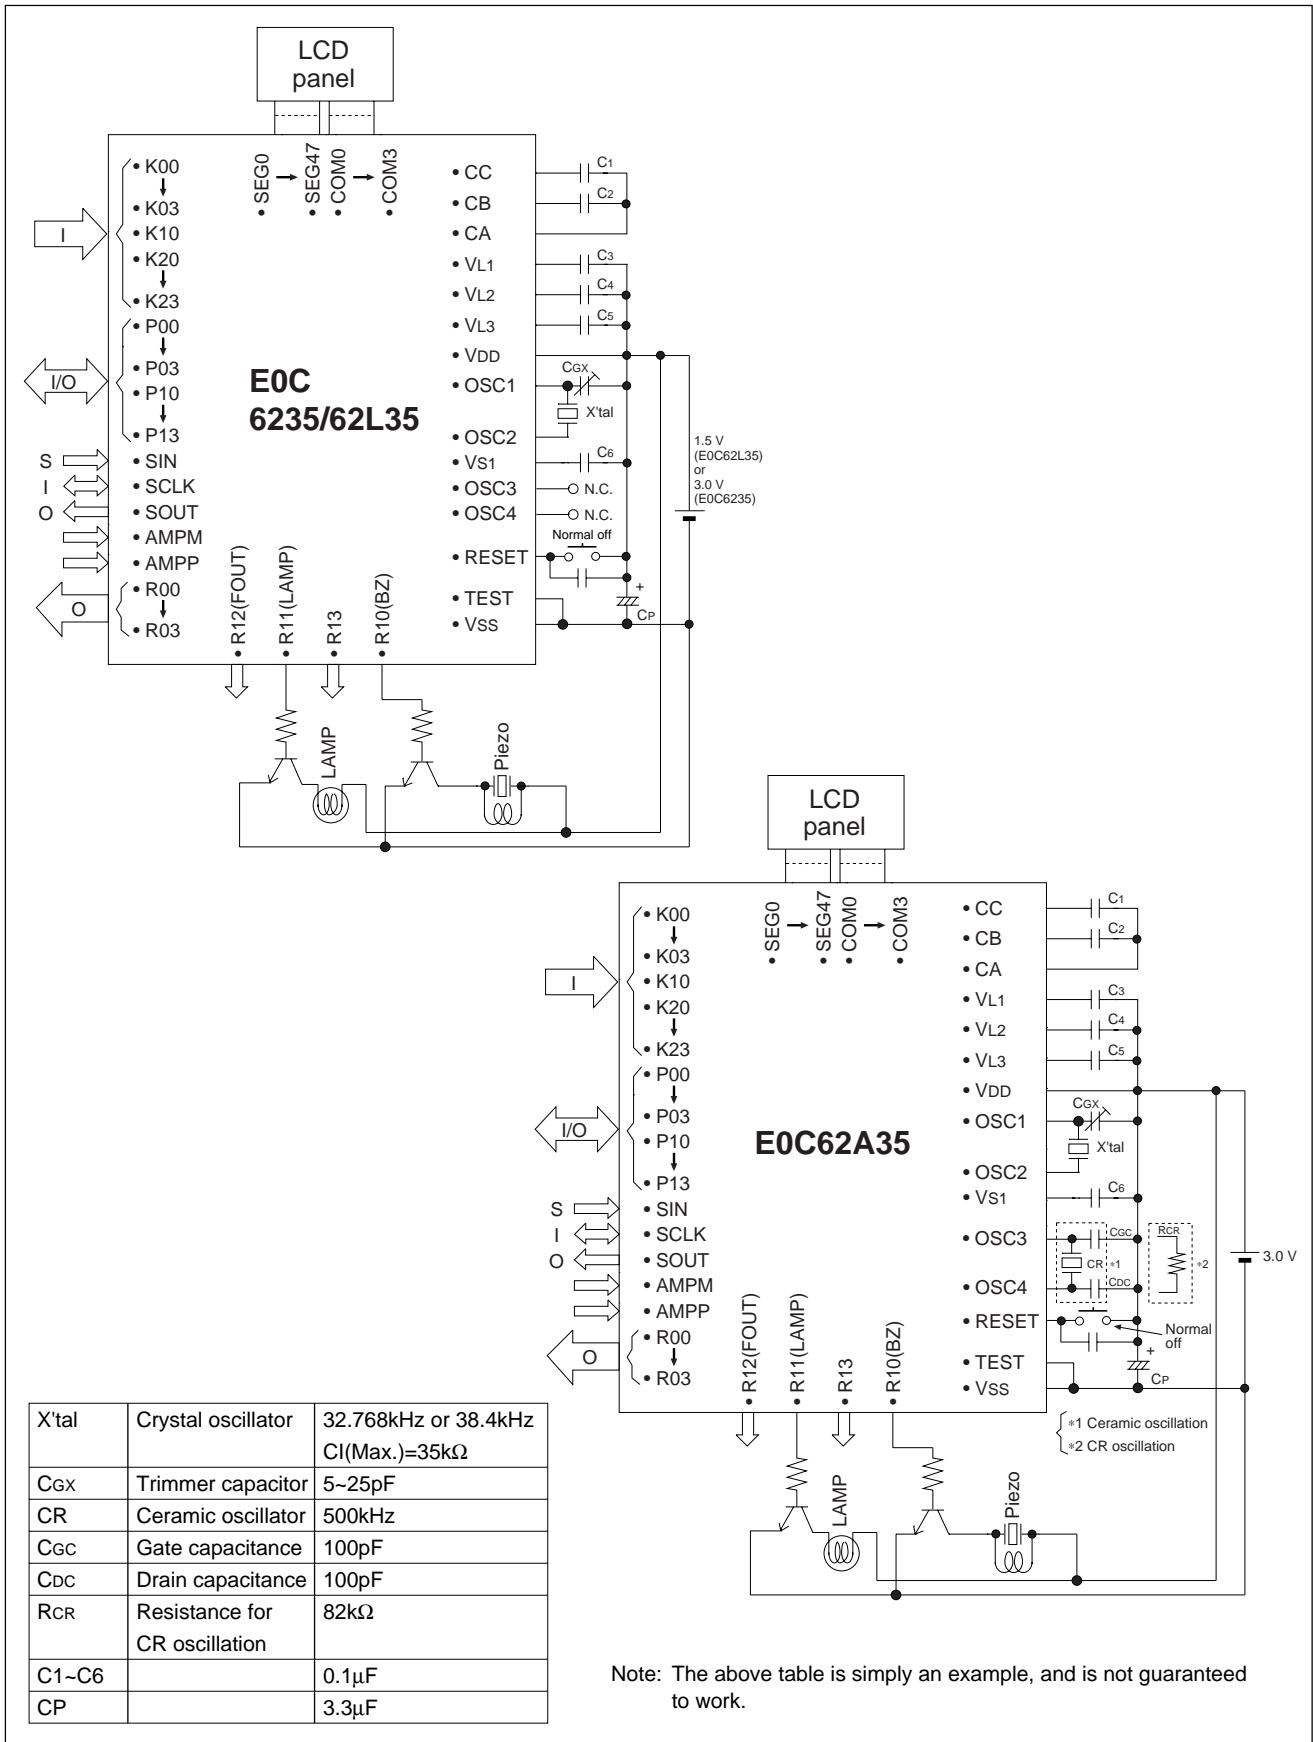 LCD
panel
SEG0
SEG47
COM0
COM3
K00
K03
K10
K20
K23
P00
P03
P10
P13
SIN
SCLK
SOUT
AMPM
AMPP
R00
R03
I
I/O
S
I
O
O
E0C
6235/62L35
CC
CB
CA
VL1
VL2
VL3
VDD
OSC1
OSC2
VS1
OSC3
OSC4
RESET
TEST
VSS
C1
C2
C3
C4
C5
CGX
X'tal
C6
N.C.
N.C.
Normal off
+
CP
1.5 V
(E0C62L35)
or
3.0 V
(E0C6235)
R12(FOUT)
R11(LAMP)
R13
R10(BZ)
LAMP
Piezo
LCD
panel
SEG0
SEG47
COM0
COM3
K00
K03
K10
K20
K23
P00
P03
P10
P13
SIN
SCLK
SOUT
AMPM
AMPP
R00
R03
I
I/O
S
I
O
O
E0C62A35
CC
CB
CA
VL1
VL2
VL3
VDD
OSC1
OSC2
VS1
OSC3
OSC4
RESET
TEST
VSS
C1
C2
C3
C4
C5
CGX
X'tal
C6
CGC
CR *1
CDC
RCR
*2
3.0 V
Normal
off
+
CP
*1 Ceramic oscillation
*2 CR oscillation
R12(FOUT)
R11(LAMP)
R13
R10(BZ)
LAMP
Piezo
X'tal Crystal oscillator 32.768kHz or 38.4kHz
CI(Max.)=35kΩ
CGX Trimmer capacitor 5~25pF
CR Ceramic oscillator 500kHz
CGC Gate capacitance 100pF
CDC Drain capacitance 100pF
RCR Resistance for 82kΩ
CR oscillation
C1~C6 0.1µF
CP 3.3µF
Note: The above table is simply an example, and is not guaranteed
to work.